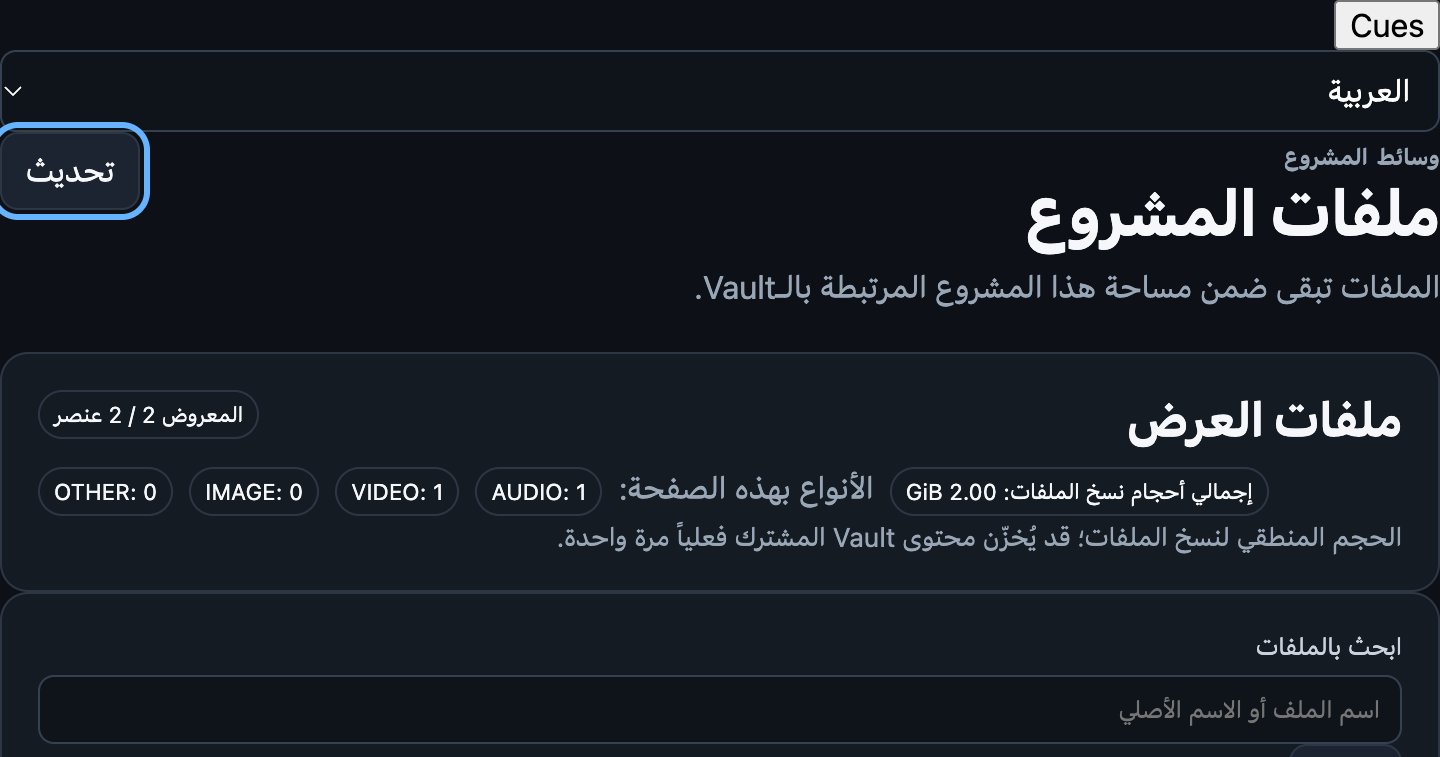 Cues
العربية
تحديث
وسائط المشروع
ملفات المشروع
الملفات تبقى ضمن مساحة هذا المشروع المرتبطة بالـVault.
ملفات العرض
المعروض 2 / 2 عنصر
إجمالي أحجام نسخ الملفات: 2.00 GiB
الأنواع بهذه الصفحة:
AUDIO: 1
VIDEO: 1
IMAGE: 0
OTHER: 0
الحجم المنطقي لنسخ الملفات؛ قد يُخزّن محتوى Vault المشترك فعلياً مرة واحدة.
ابحث بالملفات
اسم الملف أو الاسم الأصلي